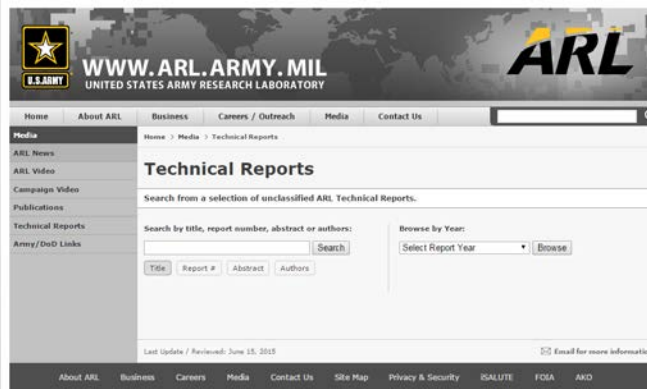 U.S.ARMY
WWW.ARL.ARMY.MIL
UNITED STATES ARMY RESEARCH LABORATORY
ARL
Home About ARL Business Careers / Outreach Media Contact Us
Media
Home > Media > Technical Reports
ARL News
ARL Video
Campaign Video
Publications
Technical Reports
Army/DoD Links
Technical Reports
Search from a selection of unclassified ARL Technical Reports.
Search by title, report number, abstract or authors:
Search
Title Report # Abstract Authors
Browse by Year:
Select Report Year Browse
Last Update / Reviewed: June 15, 2015
Email for more informatio
About ARL Business Careers Media Contact Us Site Map Privacy & Security iSALUTE FOIA AKO